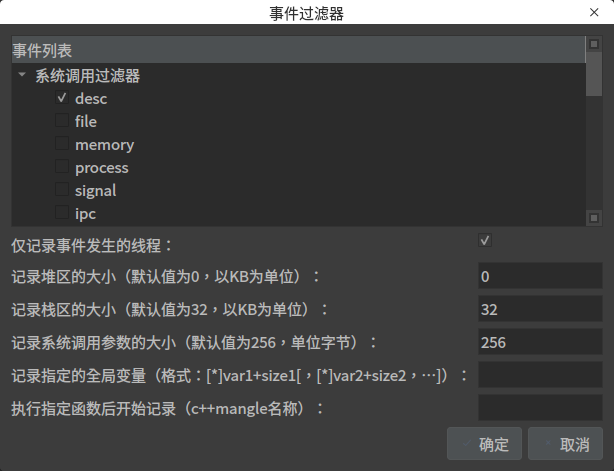 事件过滤器
事件列表
系统调用过滤器
desc
file
memory
process
signal
ipc
仅记录事件发生的线程：
记录堆区的大小（默认值为0，以KB为单位）： 0
记录栈区的大小（默认值为32，以KB为单位）： 32
记录系统调用参数的大小（默认值为256，单位字节）： 256
记录指定的全局变量（格式：[*]var1+size1[，[*]var2+size2，…]）：
执行指定函数后开始记录（c++mangle名称）：
确定 取消